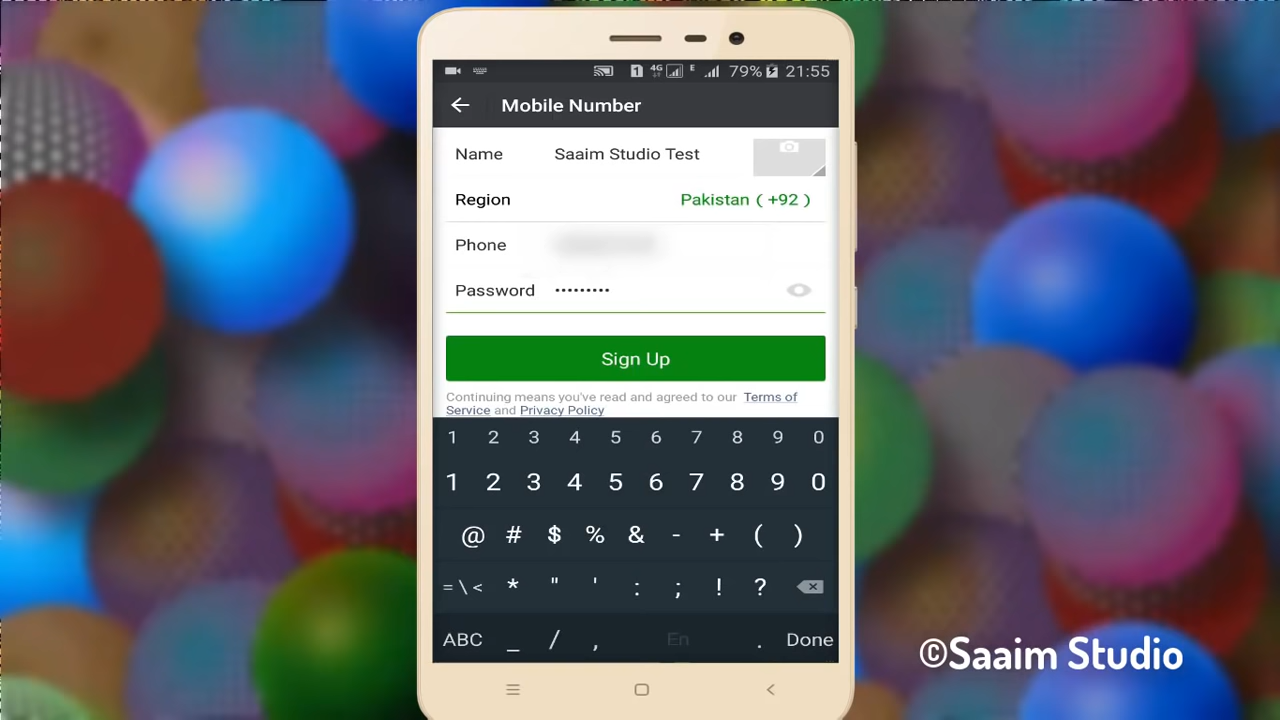 1 4G E 79% 21:55
Mobile Number
Name Saaim Studio Test
Region Pakistan ( +92 )
Phone
Password •••••••••
Sign Up
Continuing means you've read and agreed to our Terms of
Service and Privacy Policy
1 2 3 4 5 6 7 8 9 0
1 2 3 4 5 6 7 8 9 0
@ # $ % & - + ( )
= \ < * " ' : ; ! ?
ABC _ / , En . Done
©Saaim Studio